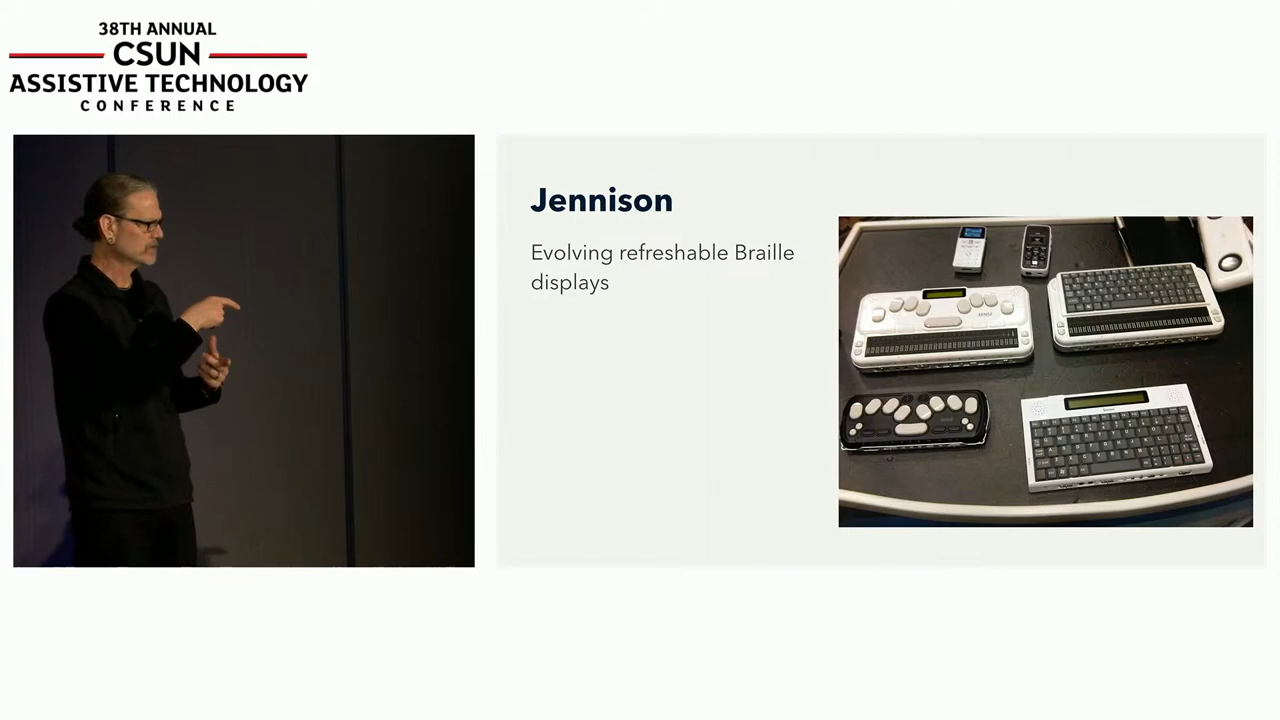 38TH ANNUAL
CSUN
ASSISTIVE TECHNOLOGY
CONFERENCE
Jennison
Evolving refreshable Braille
displays